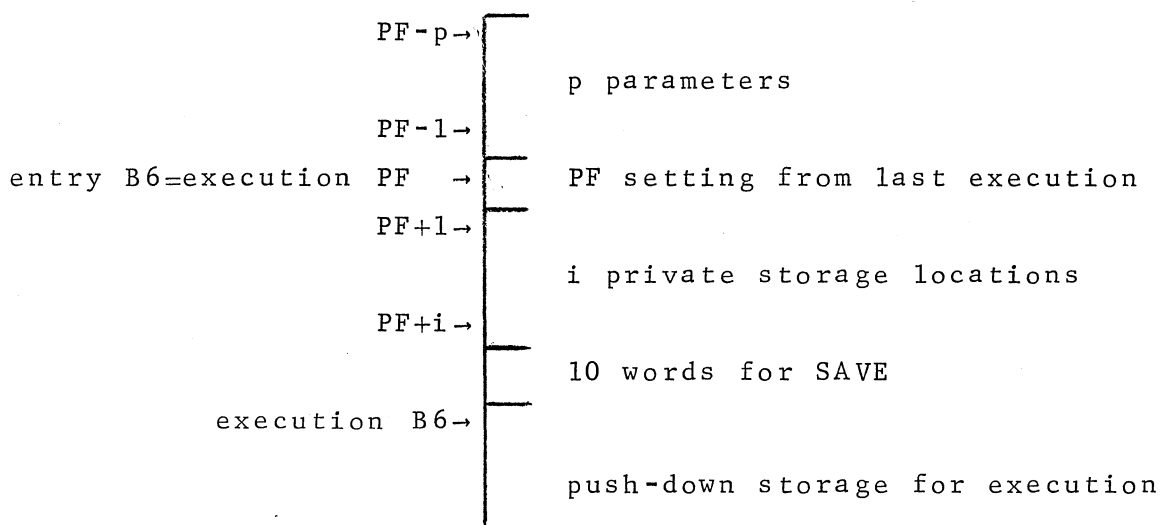 PF-p→
p parameters
PF-1→
entry B6=execution PF → PF setting from last execution
PF+1→
i private storage locations
PF+i→
10 words for SAVE
execution B6→
push-down storage for execution